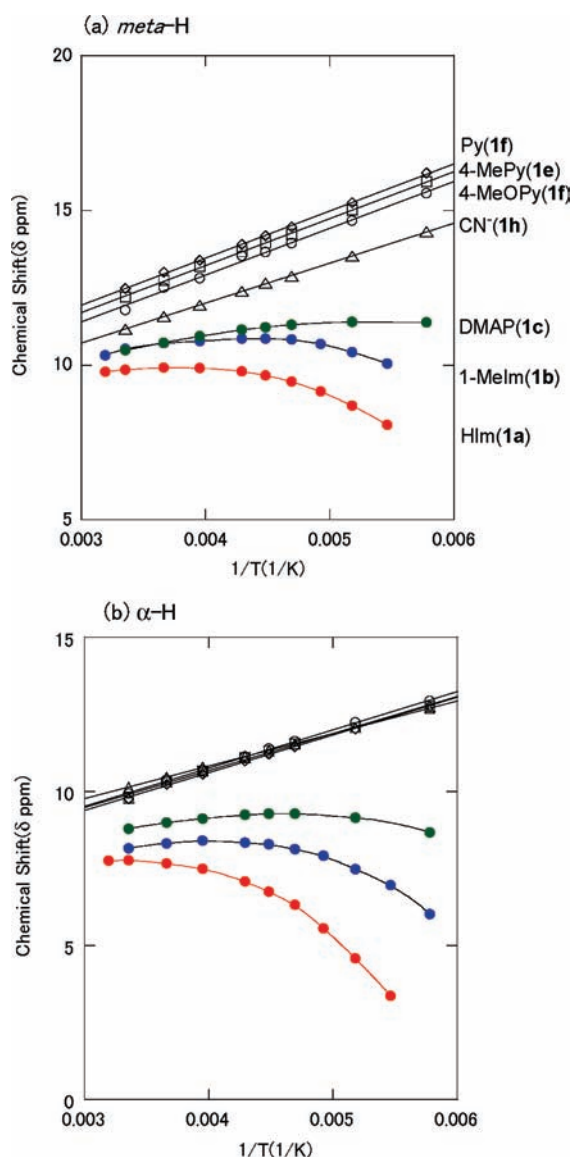 (a) meta-H
20
15
10
5
Chemical Shift(δ ppm)
Py(1f)
4-MePy(1e)
4-MeOPy(1f)
CN-(1h)
DMAP(1c)
1-MeIm(1b)
HIm(1a)
0.003 0.004 0.005 0.006
1/T(1/K)
(b) α-H
15
10
5
0
Chemical Shift(δ ppm)
0.003 0.004 0.005 0.006
1/T(1/K)